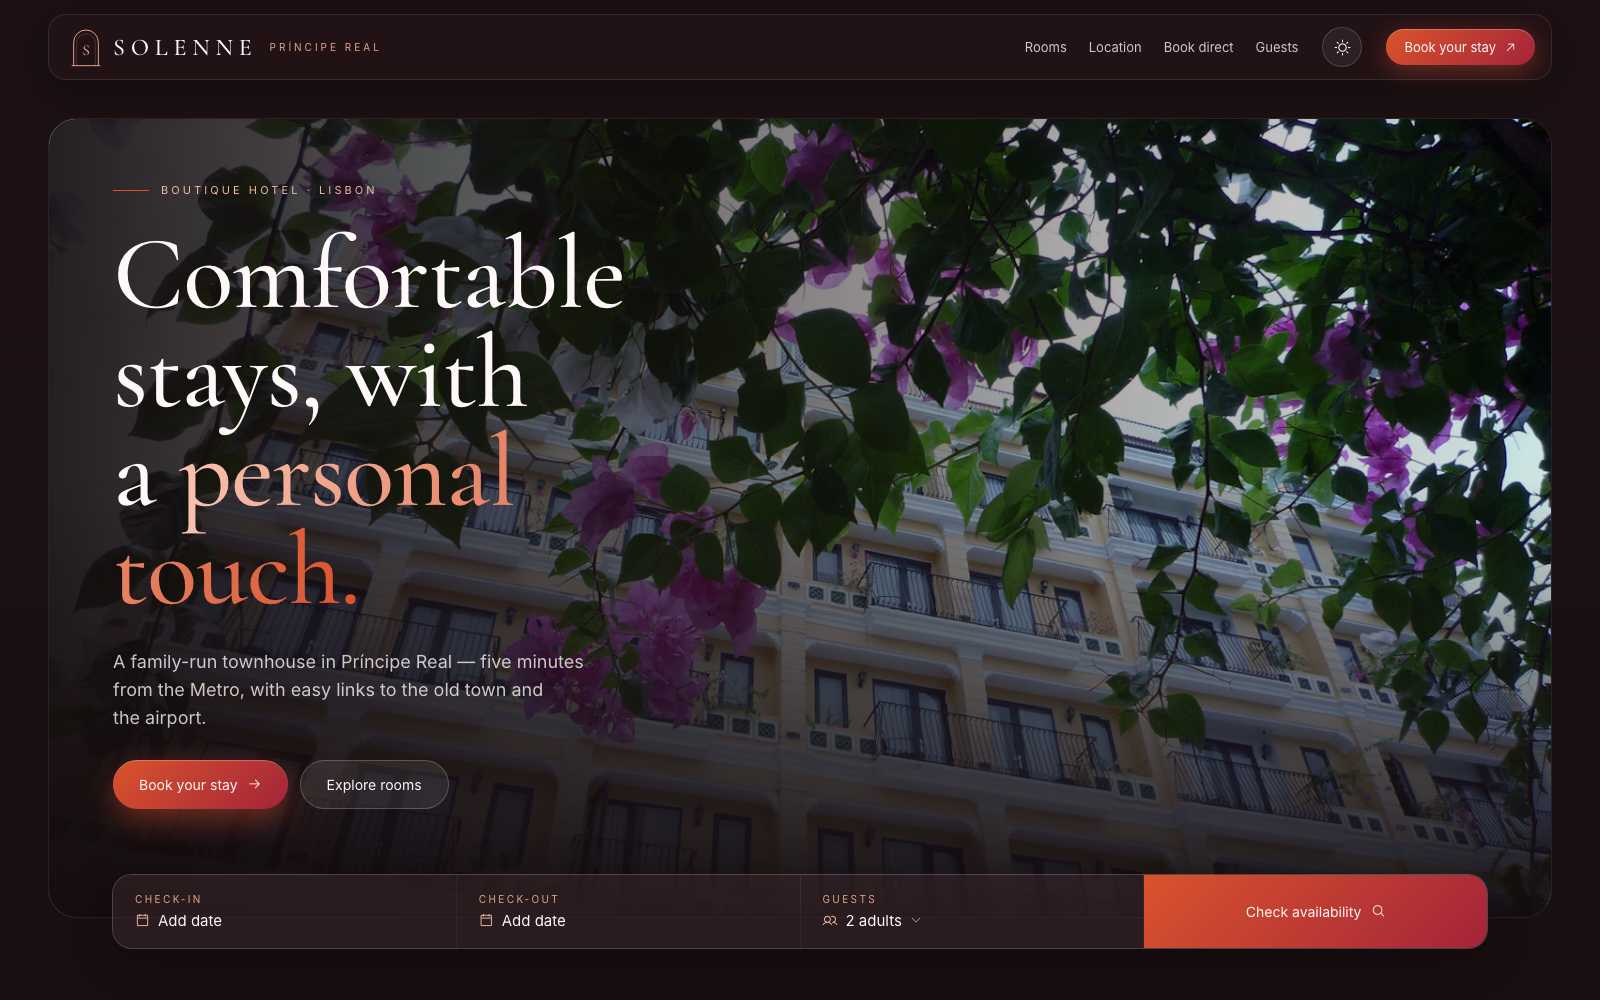 S SOLENNE PRÍNCIPE REAL Rooms Location Book direct Guests Book your stay
BOUTIQUE HOTEL · LISBON
Comfortable
stays, with
a personal
touch.
A family-run townhouse in Príncipe Real — five minutes
from the Metro, with easy links to the old town and
the airport.
Book your stay Explore rooms
CHECK-IN CHECK-OUT GUESTS
Add date Add date 2 adults Check availability